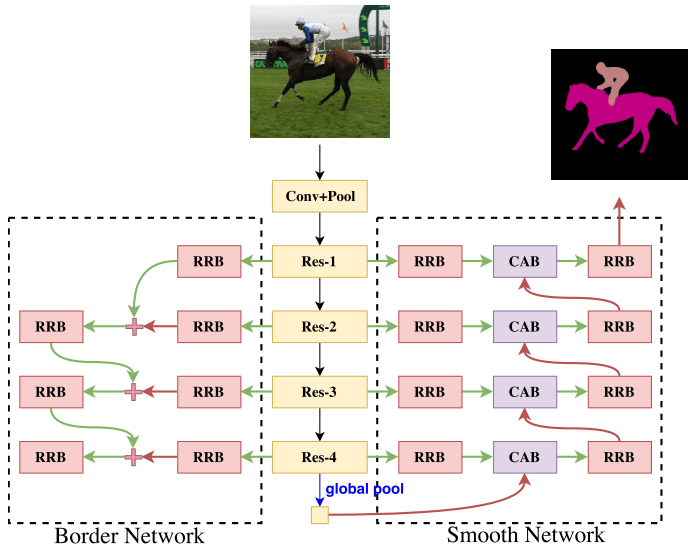 Conv+Pool
RRB Res-1 RRB CAB RRB
RRB RRB Res-2 RRB CAB RRB
RRB RRB Res-3 RRB CAB RRB
RRB RRB Res-4 RRB CAB RRB
global pool
Border Network Smooth Network